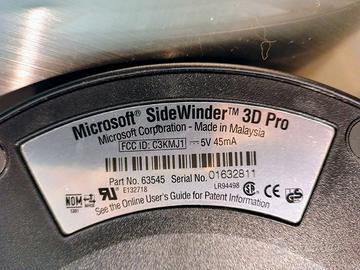 Microsoft® SideWinder™ 3D Pro
Microsoft Corporation - Made in Malaysia
FCC ID: C3KMJ1 5V 45mA
Part No. 63545 Serial No. 01632811
E132718 LR94498
NOM
See the Online User's Guide for Patent Information